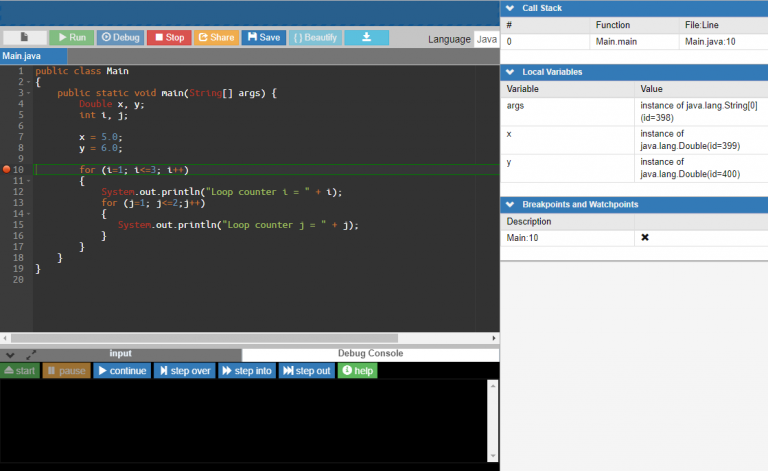 Run Debug Stop Share Save { } Beautify Language Java
Main.java
1 public class Main
2 {
3 public static void main(String[] args) {
4 Double x, y;
5 int i, j;
6
7 x = 5.0;
8 y = 6.0;
9
10 for (i=1; i<=3; i++)
11 {
12 System.out.println("Loop counter i = " + i);
13 for (j=1; j<=2;j++)
14 {
15 System.out.println("Loop counter j = " + j);
16 }
17 }
18 }
19 }
20
input Debug Console
start pause continue step over step into step out help
Call Stack
# Function File:Line
0 Main.main Main.java:10
Local Variables
Variable Value
args instance of java.lang.String[0]
(id=398)
x instance of
java.lang.Double(id=399)
y instance of
java.lang.Double(id=400)
Breakpoints and Watchpoints
Description
Main:10